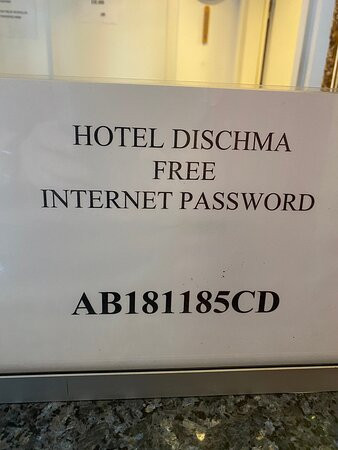 HOTEL DISCHMA
FREE
INTERNET PASSWORD
AB181185CD